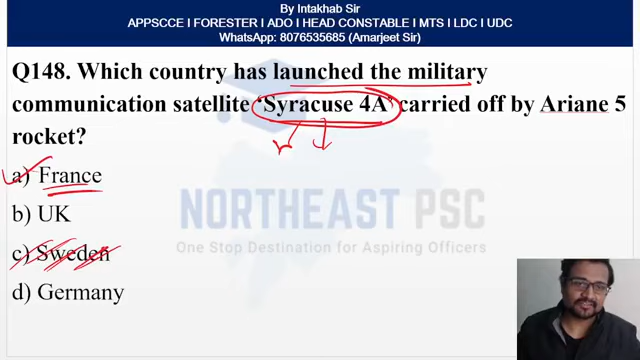 By Intakhab Sir
APPSCCE I FORESTER I ADO I HEAD CONSTABLE I MTS I LDC I UDC
WhatsApp: 8076535685 (Amarjeet Sir)
Q148. Which country has launched the military
communication satellite ‘Syracuse 4A’ carried off by Ariane 5
rocket?
a) France
b) UK
c) Sweden
d) Germany
NORTHEAST PSC
One Stop Destination for Aspiring Officers